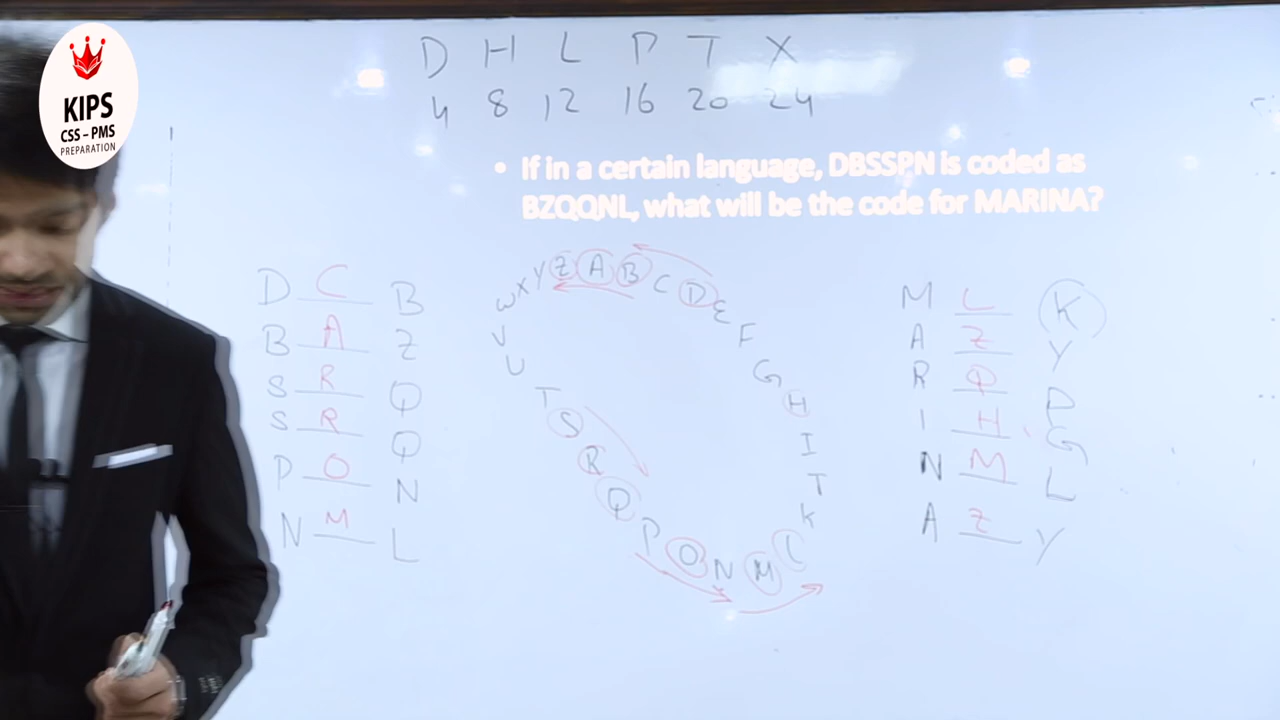 KIPS
CSS – PMS
PREPARATION
D H L P T X
4 8 12 16 20 24
• If in a certain language, DBSSPN is coded as
BZQQNL, what will be the code for MARINA?
D C B
B A Z
S R Q
S R Q
P O N
N M L
A B C D E F G H I J K L M N O P Q R S T U V W X Y Z
M L K
A Z Y
R Q P
I H G
N M L
A Z Y